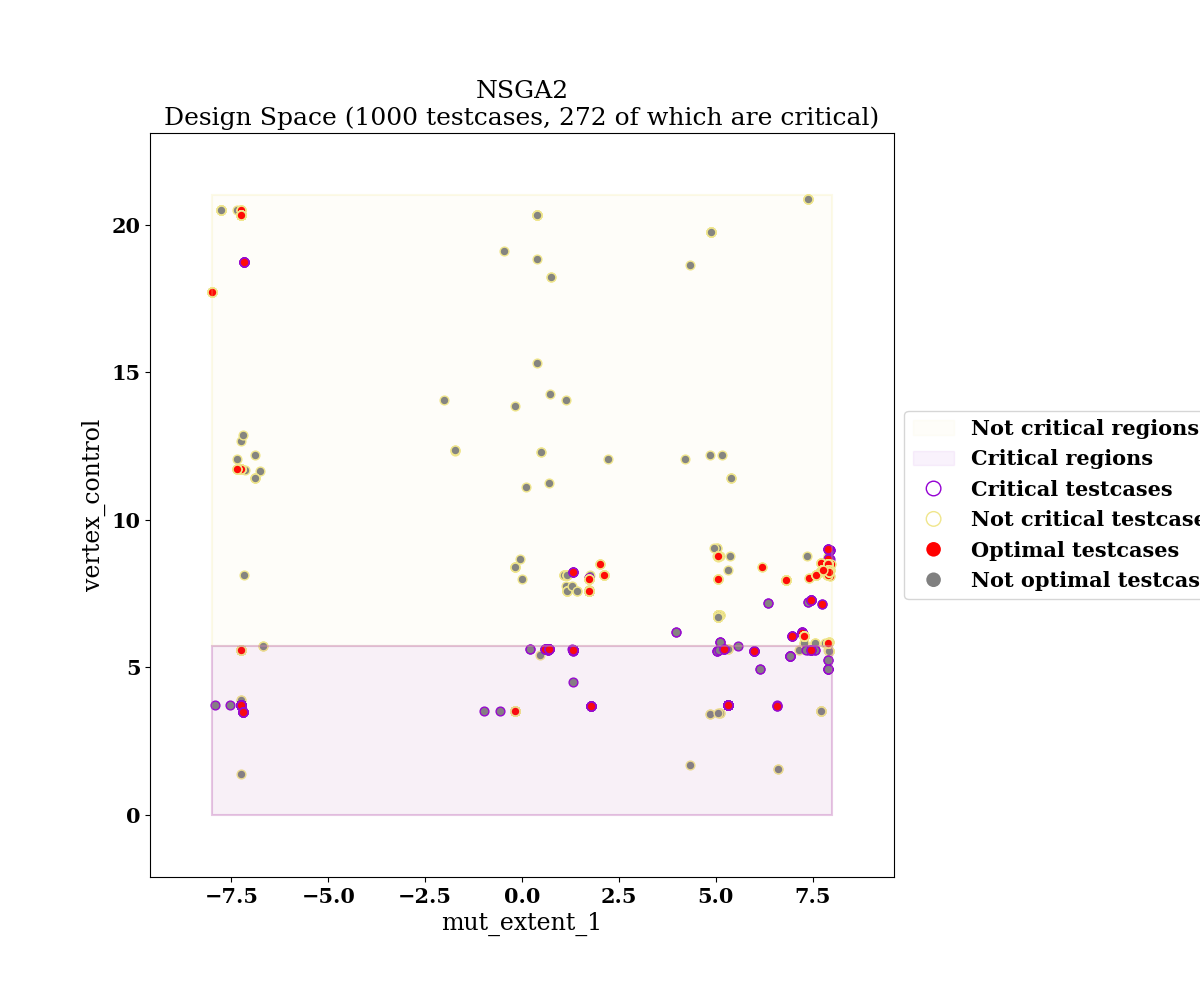 NSGA2
Design Space (1000 testcases, 272 of which are critical)
20
15
10
5
0
vertex_control
−7.5 −5.0 −2.5 0.0 2.5 5.0 7.5
mut_extent_1
Not critical regions
Critical regions
Critical testcases
Not critical testcase
Optimal testcases
Not optimal testcas